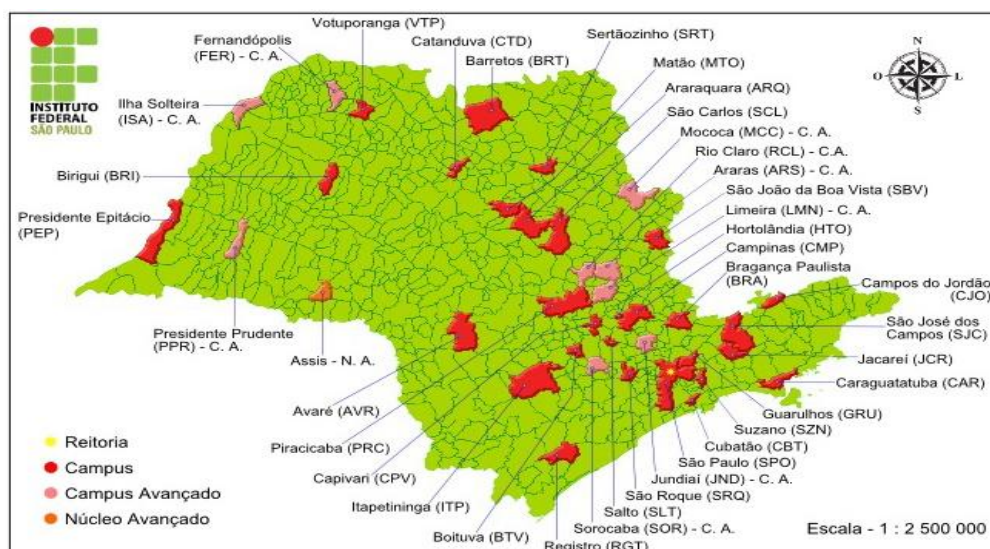 INSTITUTO
FEDERAL
SÃO PAULO
Votuporanga (VTP)
Fernandópolis
(FER) - C. A.
Ilha Solteira
(ISA) - C. A.
Birigui (BRI)
Presidente Epitácio
(PEP)
Presidente Prudente
(PPR) - C. A.
Assis - N. A.
Catanduva (CTD)
Barretos (BRT)
Sertãozinho (SRT)
Matão (MTO)
Araraquara (ARQ)
São Carlos (SCL)
Mococa (MCC) - C. A.
Rio Claro (RCL) - C.A.
Araras (ARS) - C. A.
São João da Boa Vista (SBV)
Limeira (LMN) - C. A.
Hortolândia (HTO)
Campinas (CMP)
Bragança Paulista
(BRA)
Campos do Jordão
(CJO)
São José dos
Campos (SJC)
Jacareí (JCR)
Caraguatatuba (CAR)
Guarulhos (GRU)
Suzano (SZN)
Cubatão (CBT)
São Paulo (SPO)
Jundiaí (JND) - C. A.
São Roque (SRQ)
Salto (SLT)
Sorocaba (SOR) - C. A.
Registro (RGT)
Boituva (BTV)
Itapetininga (ITP)
Capivari (CPV)
Piracicaba (PRC)
Avaré (AVR)
N
O
L
S
Reitoria
Campus
Campus Avançado
Núcleo Avançado
Escala - 1 : 2 500 000